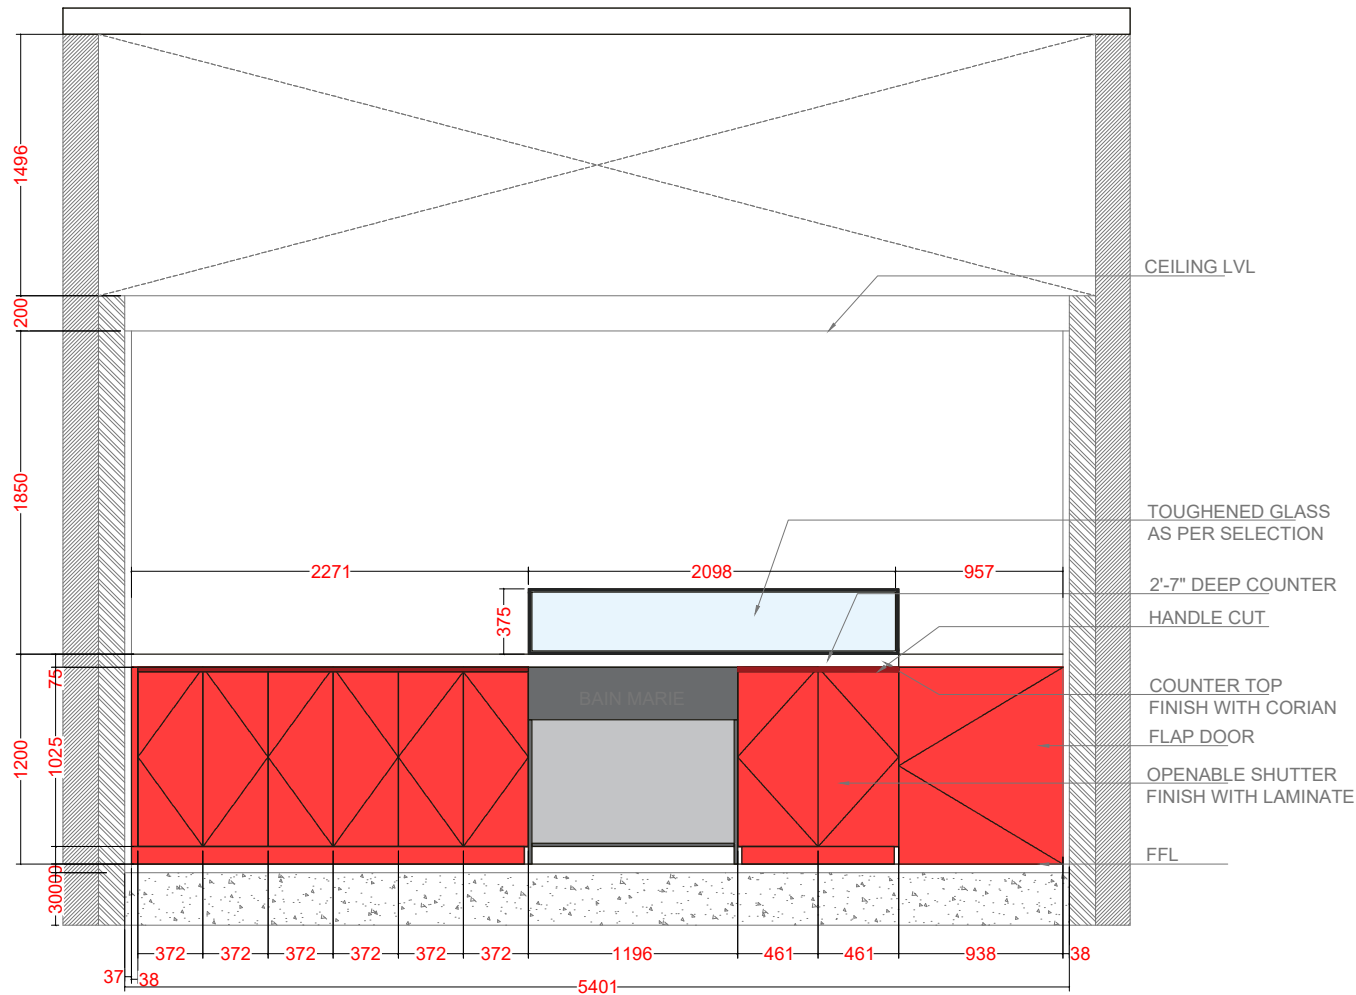 1496
CEILING LVL
200
1850
TOUGHENED GLASS
AS PER SELECTION
2271
2098
957
2'-7" DEEP COUNTER
375
HANDLE CUT
75
COUNTER TOP
FINISH WITH CORIAN
BAIN MARIE
FLAP DOOR
1200
1025
OPENABLE SHUTTER
FINISH WITH LAMINATE
FFL
372
372
372
372
372
372
1196
461
461
938
38
37
38
5401